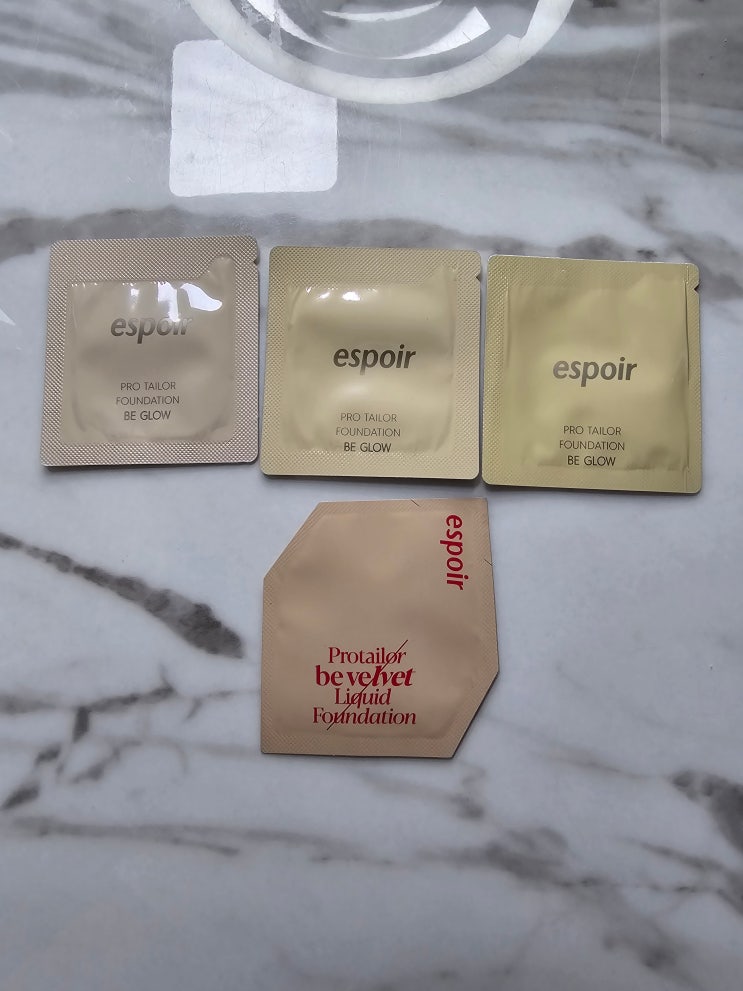 espoir
PRO TAILOR
FOUNDATION
BE GLOW
espoir
PRO TAILOR
FOUNDATION
BE GLOW
espoir
PRO TAILOR
FOUNDATION
BE GLOW
espoir
Protailor
be velvet
Liquid
Foundation